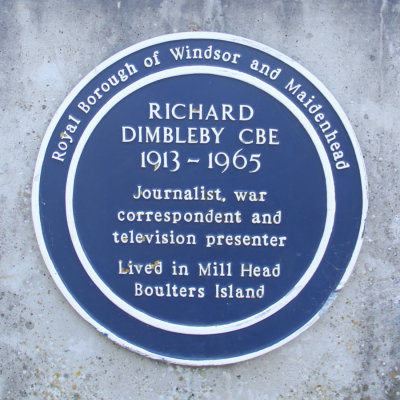 Royal Borough of Windsor and Maidenhead
RICHARD
DIMBLEBY CBE
1913 - 1965
Journalist, war
correspondent and
television presenter
Lived in Mill Head
Boulters Island